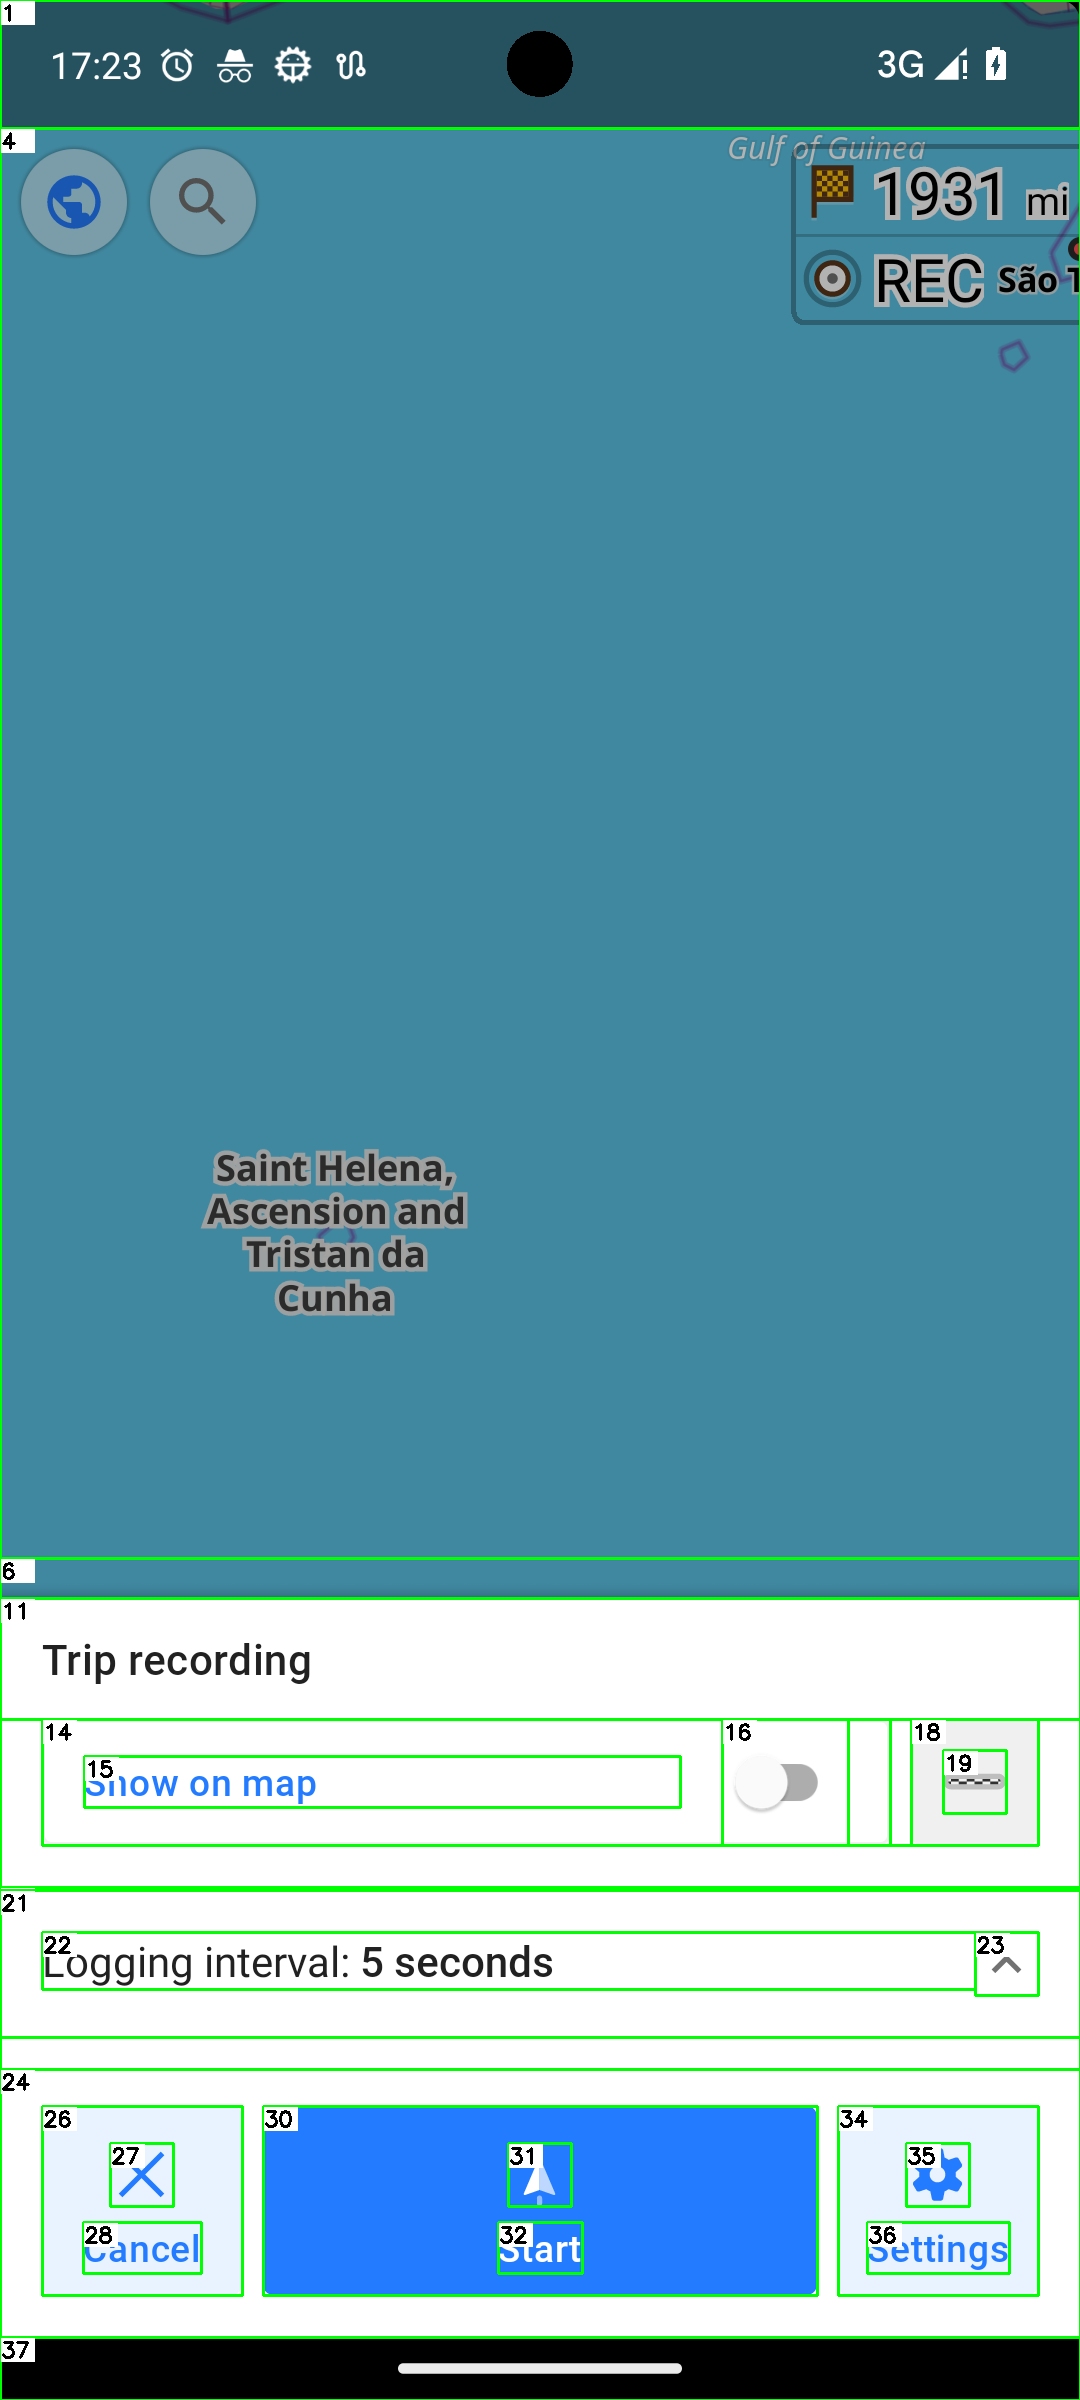 1
17:23
3G
4
Gulf of Guinea
1931 mi
REC
São T
Saint Helena,
Ascension and
Tristan da
Cunha
6
11
Trip recording
14
16
18
15
Show on map
19
21
22
Logging interval: 5 seconds
23
24
26
30
34
27
31
35
28
Cancel
32
Start
36
Settings
37